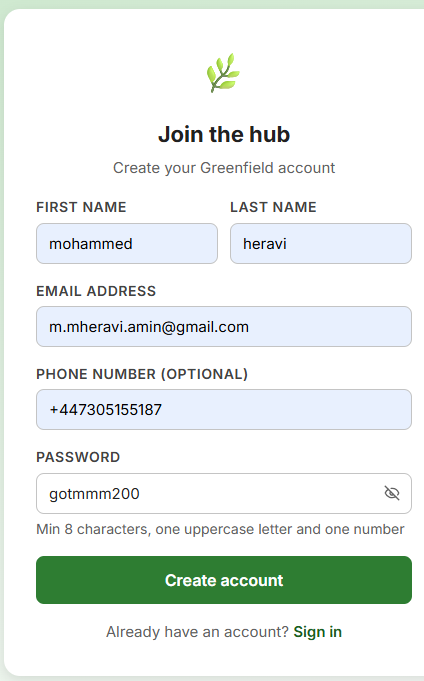 Join the hub
Create your Greenfield account
FIRST NAME LAST NAME
mohammed heravi
EMAIL ADDRESS
m.mheravi.amin@gmail.com
PHONE NUMBER (OPTIONAL)
+447305155187
PASSWORD
gotmmm200
Min 8 characters, one uppercase letter and one number
Create account
Already have an account? Sign in